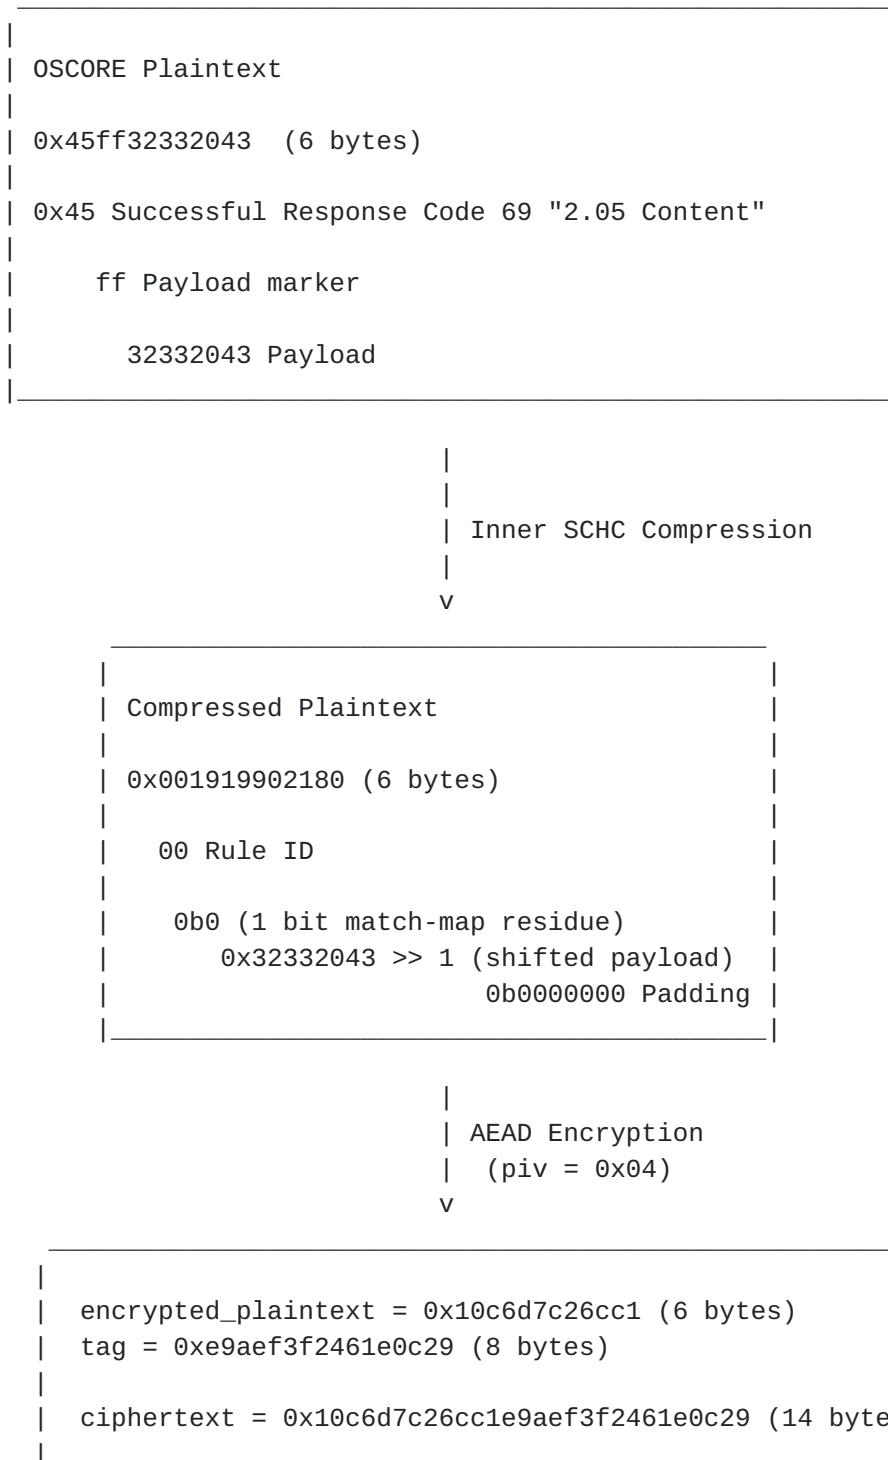 OSCORE Plaintext
0x45ff32332043  (6 bytes)
0x45 Successful Response Code 69 "2.05 Content"
ff Payload marker
32332043 Payload
Inner SCHC Compression
v
Compressed Plaintext
0x001919902180 (6 bytes)
00 Rule ID
0b0 (1 bit match-map residue)
0x32332043 >> 1 (shifted payload)
0b0000000 Padding
AEAD Encryption
(piv = 0x04)
v
encrypted_plaintext = 0x10c6d7c26cc1 (6 bytes)
tag = 0xe9aef3f2461e0c29 (8 bytes)
ciphertext = 0x10c6d7c26cc1e9aef3f2461e0c29 (14 byte